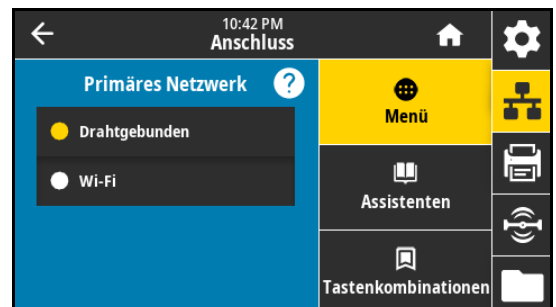 10:42 PM
Anschluss
Primäres Netzwerk ?
Drahtgebunden
Wi-Fi
Menü
Assistenten
Tastenkombinationen